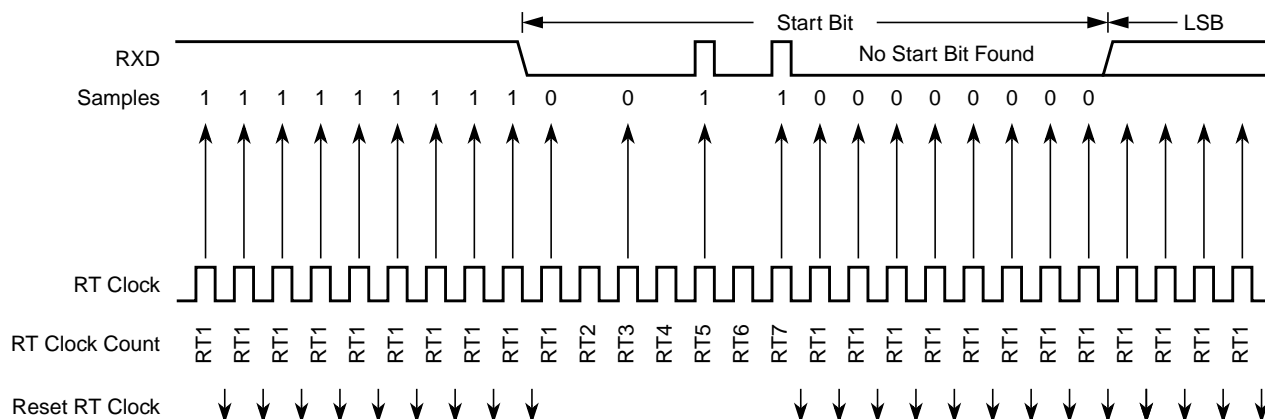 Start Bit LSB
RXD No Start Bit Found
Samples 1 1 1 1 1 1 1 1 1 0 0 1 1 0 0 0 0 0 0 0 0
RT Clock
RT Clock Count RT1 RT1 RT1 RT1 RT1 RT1 RT1 RT1 RT1 RT1 RT2 RT3 RT4 RT5 RT6 RT7 RT1 RT1 RT1 RT1 RT1 RT1 RT1 RT1 RT1 RT1 RT1 RT1
Reset RT Clock